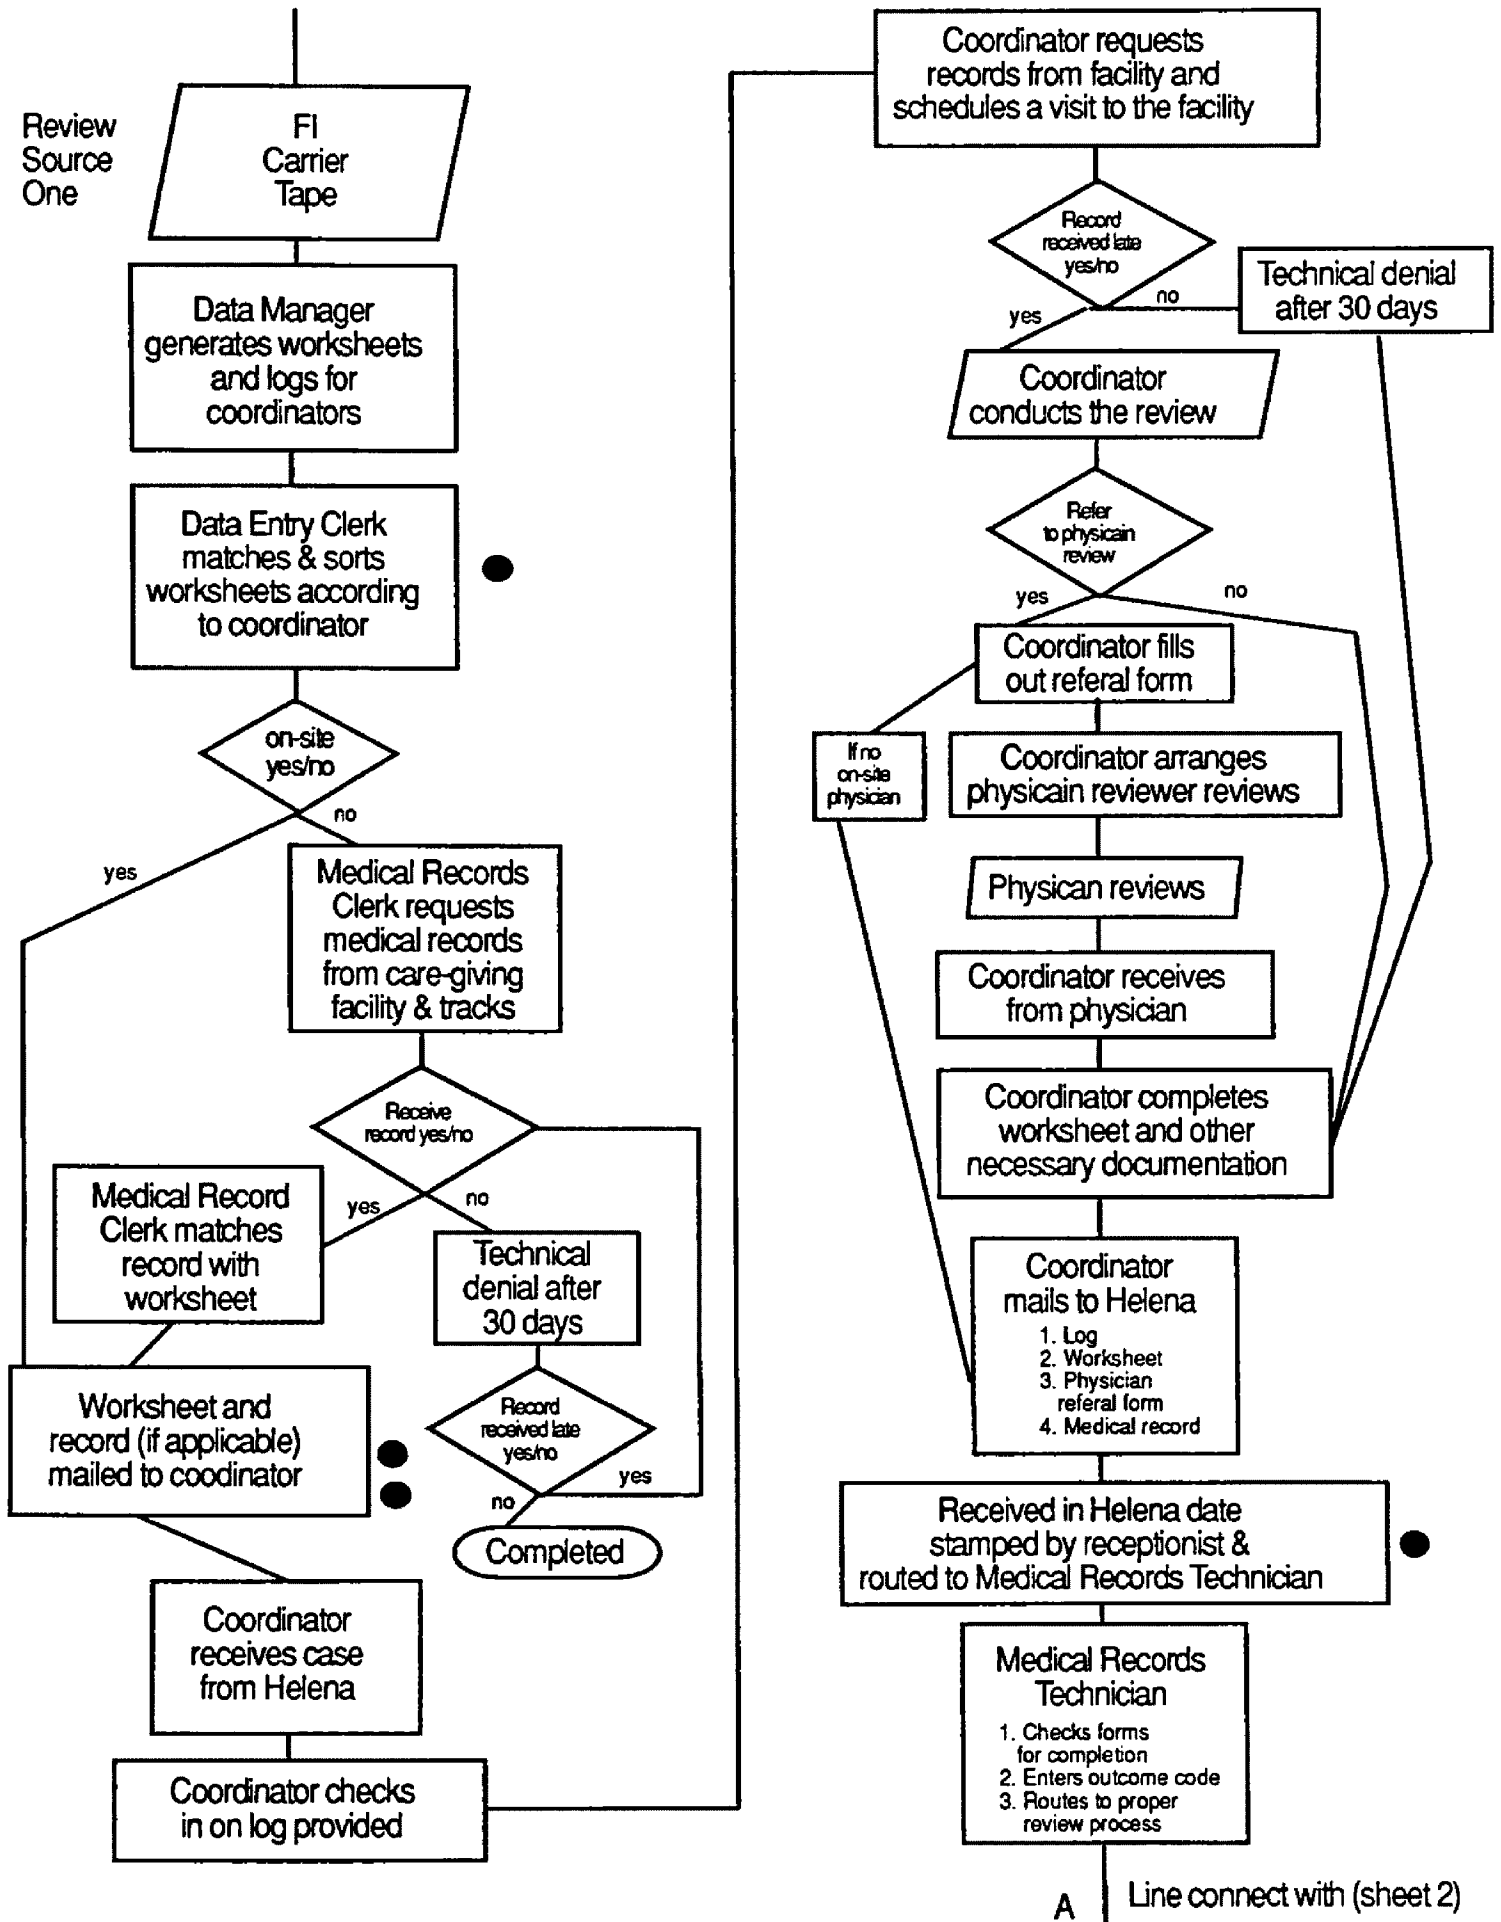 Review
Source
One
FI
Carrier
Tape
Data Manager
generates worksheets
and logs for
coordinators
Data Entry Clerk
matches & sorts
worksheets according
to coordinator
on-site
yes/no
no
yes
Medical Records
Clerk requests
medical records
from care-giving
facility & tracks
Receive
record yes/no
yes
no
Medical Record
Clerk matches
record with
worksheet
Technical
denial after
30 days
Record
received late
yes/no
yes
no
Completed
Worksheet and
record (if applicable)
mailed to coodinator
Coordinator
receives case
from Helena
Coordinator checks
in on log provided
Coordinator requests
records from facility and
schedules a visit to the facility
Record
received late
yes/no
no
yes
Technical denial
after 30 days
Coordinator
conducts the review
Refer
to physicain
review
yes
no
Coordinator fills
out referal form
If no
on-site
physician
Coordinator arranges
physicain reviewer reviews
Physican reviews
Coordinator receives
from physician
Coordinator completes
worksheet and other
necessary documentation
Coordinator
mails to Helena
1. Log
2. Worksheet
3. Physician
referal form
4. Medical record
Received in Helena date
stamped by receptionist &
routed to Medical Records Technician
Medical Records
Technician
1. Checks forms
for completion
2. Enters outcome code
3. Routes to proper
review process
A
Line connect with (sheet 2)